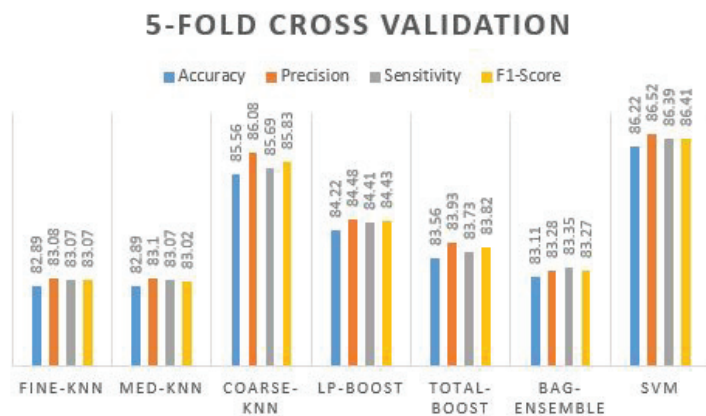 5-FOLD CROSS VALIDATION
Accuracy Precision Sensitivity F1-Score
82.89 83.08 83.07 83.07
82.89 83.1 83.07 83.02
85.56 86.08 85.69 85.83
84.22 84.48 84.41 84.43
83.56 83.93 83.73 83.82
83.11 83.28 83.35 83.27
86.22 86.52 86.39 86.41
FINE-KNN MED-KNN COARSE- LP-BOOST TOTAL- BAG- SVM
KNN BOOST ENSEMBLE